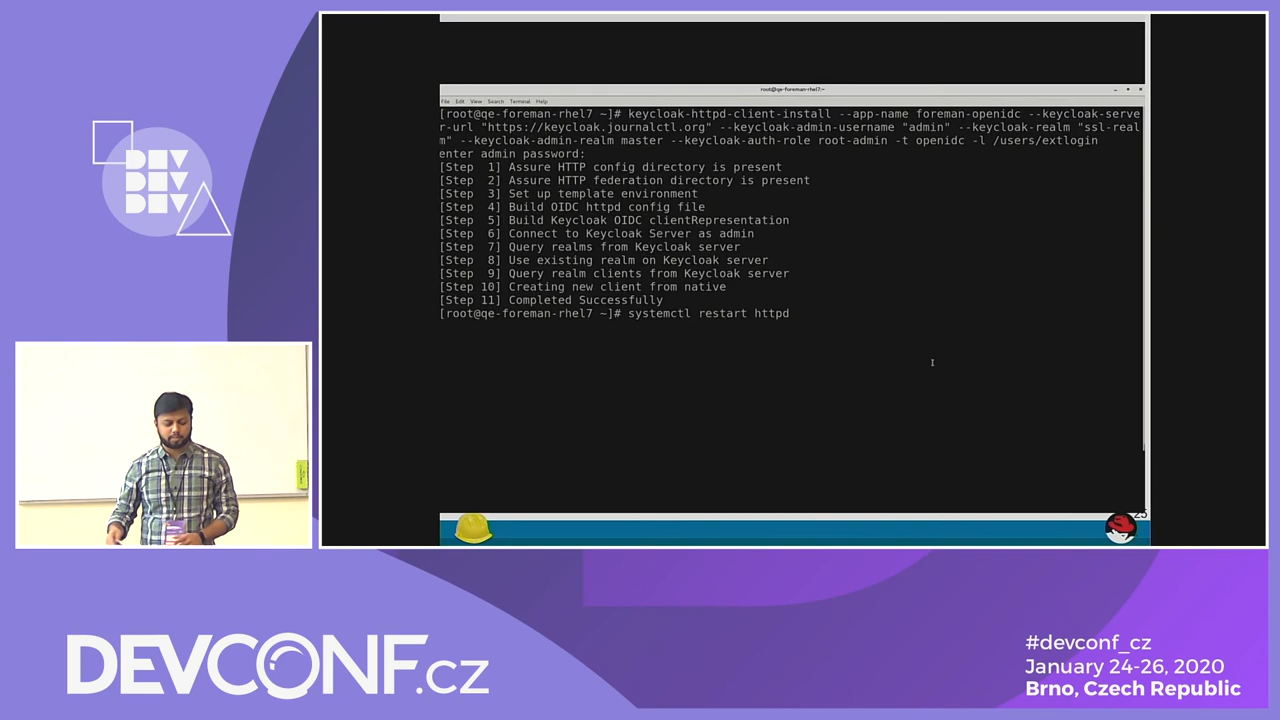 DEV
DEV
DEV
root@qe-foreman-rhel7:~
File Edit View Search Terminal Help
[root@qe-foreman-rhel7 ~]# keycloak-httpd-client-install --app-name foreman-openidc --keycloak-serve
r-url "https://keycloak.journalctl.org" --keycloak-admin-username "admin" --keycloak-realm "ssl-real
m" --keycloak-admin-realm master --keycloak-auth-role root-admin -t openidc -l /users/extlogin
enter admin password:
[Step  1] Assure HTTP config directory is present
[Step  2] Assure HTTP federation directory is present
[Step  3] Set up template environment
[Step  4] Build OIDC httpd config file
[Step  5] Build Keycloak OIDC clientRepresentation
[Step  6] Connect to Keycloak Server as admin
[Step  7] Query realms from Keycloak server
[Step  8] Use existing realm on Keycloak server
[Step  9] Query realm clients from Keycloak server
[Step 10] Creating new client from native
[Step 11] Completed Successfully
[root@qe-foreman-rhel7 ~]# systemctl restart httpd
25
DEVCONF.cz
#devconf_cz
January 24-26, 2020
Brno, Czech Republic